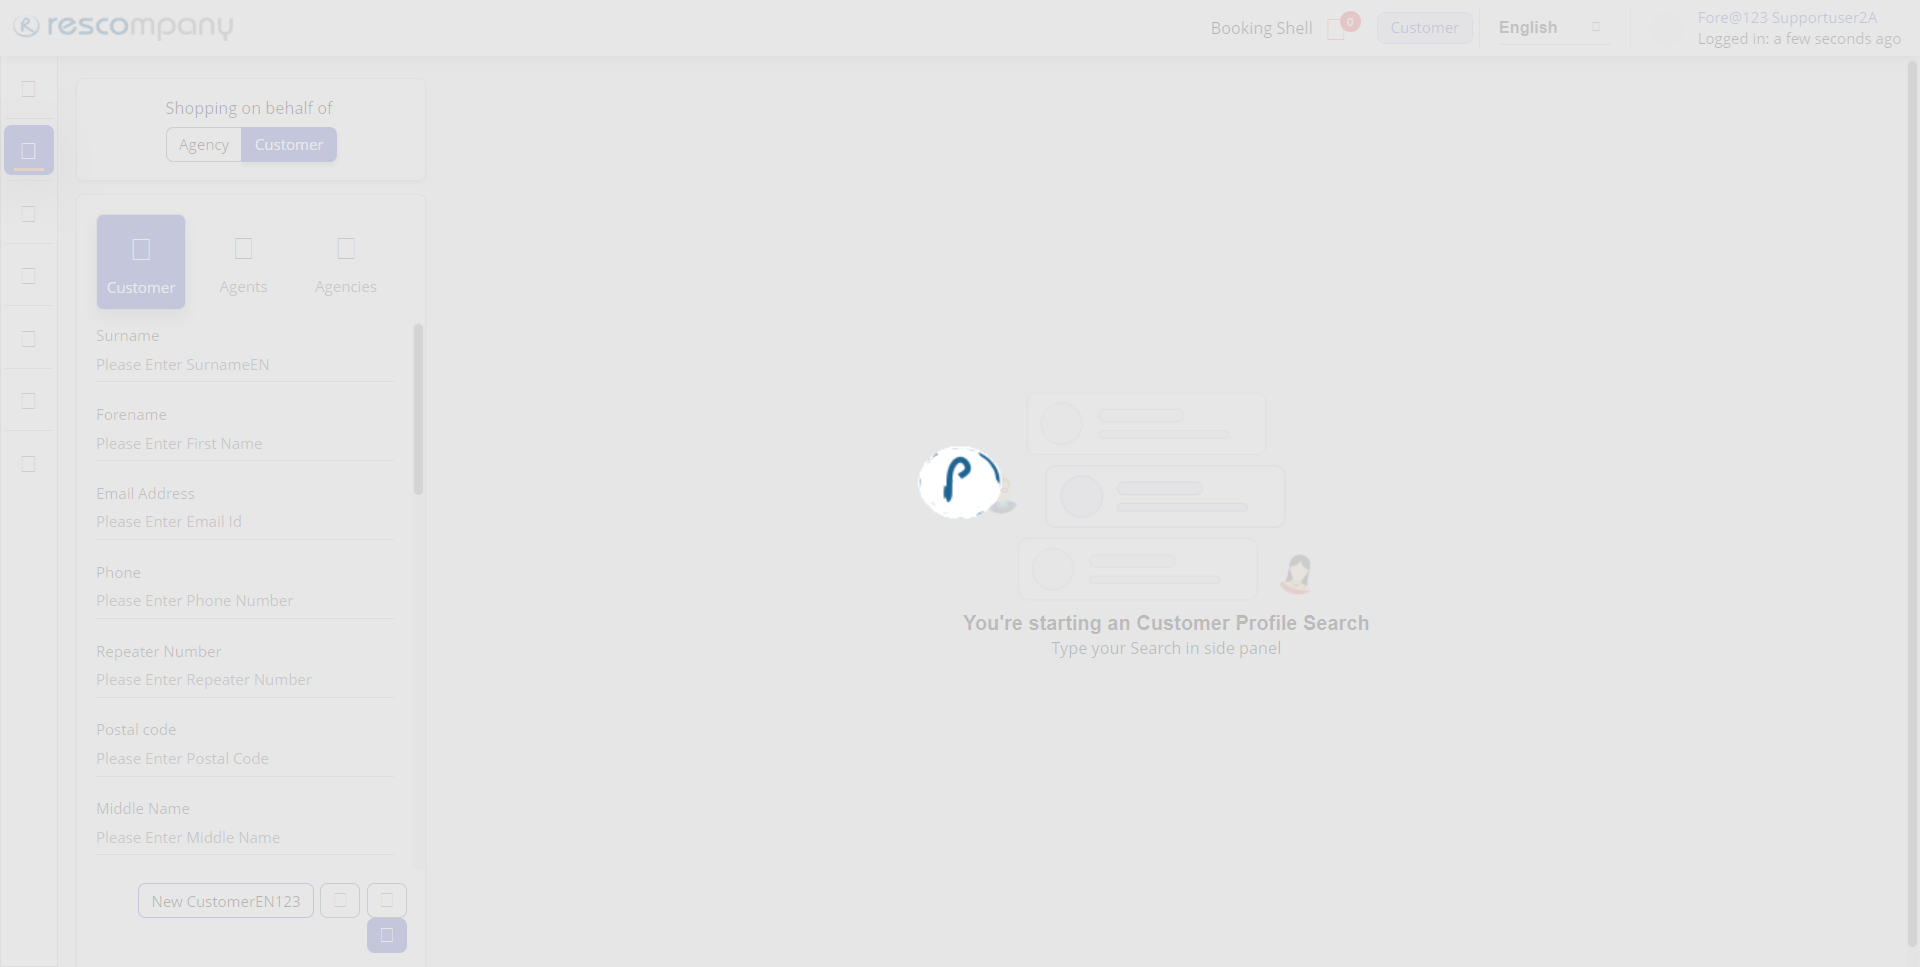 rescompany
Booking Shell
0
Customer
English
Fore@123 Supportuser2A
Logged in: a few seconds ago
Shopping on behalf of
Agency
Customer
Customer
Agents
Agencies
Surname
Please Enter SurnameEN
Forename
Please Enter First Name
Email Address
Please Enter Email Id
Phone
Please Enter Phone Number
Repeater Number
Please Enter Repeater Number
Postal code
Please Enter Postal Code
Middle Name
Please Enter Middle Name
New CustomerEN123
You're starting an Customer Profile Search
Type your Search in side panel